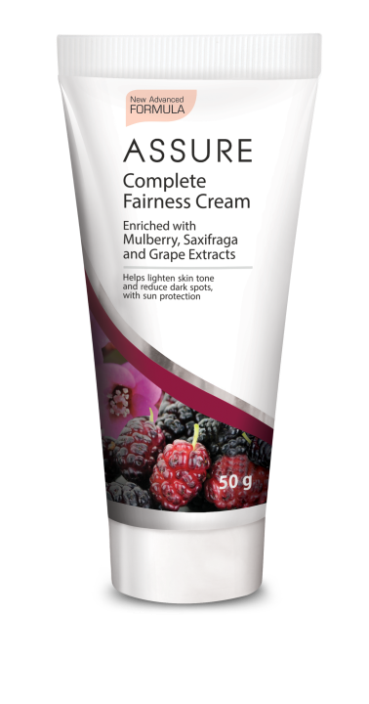 New Advanced
FORMULA
ASSURE
Complete
Fairness Cream
Enriched with
Mulberry, Saxifraga
and Grape Extracts
Helps lighten skin tone
and reduce dark spots,
with sun protection
50 g